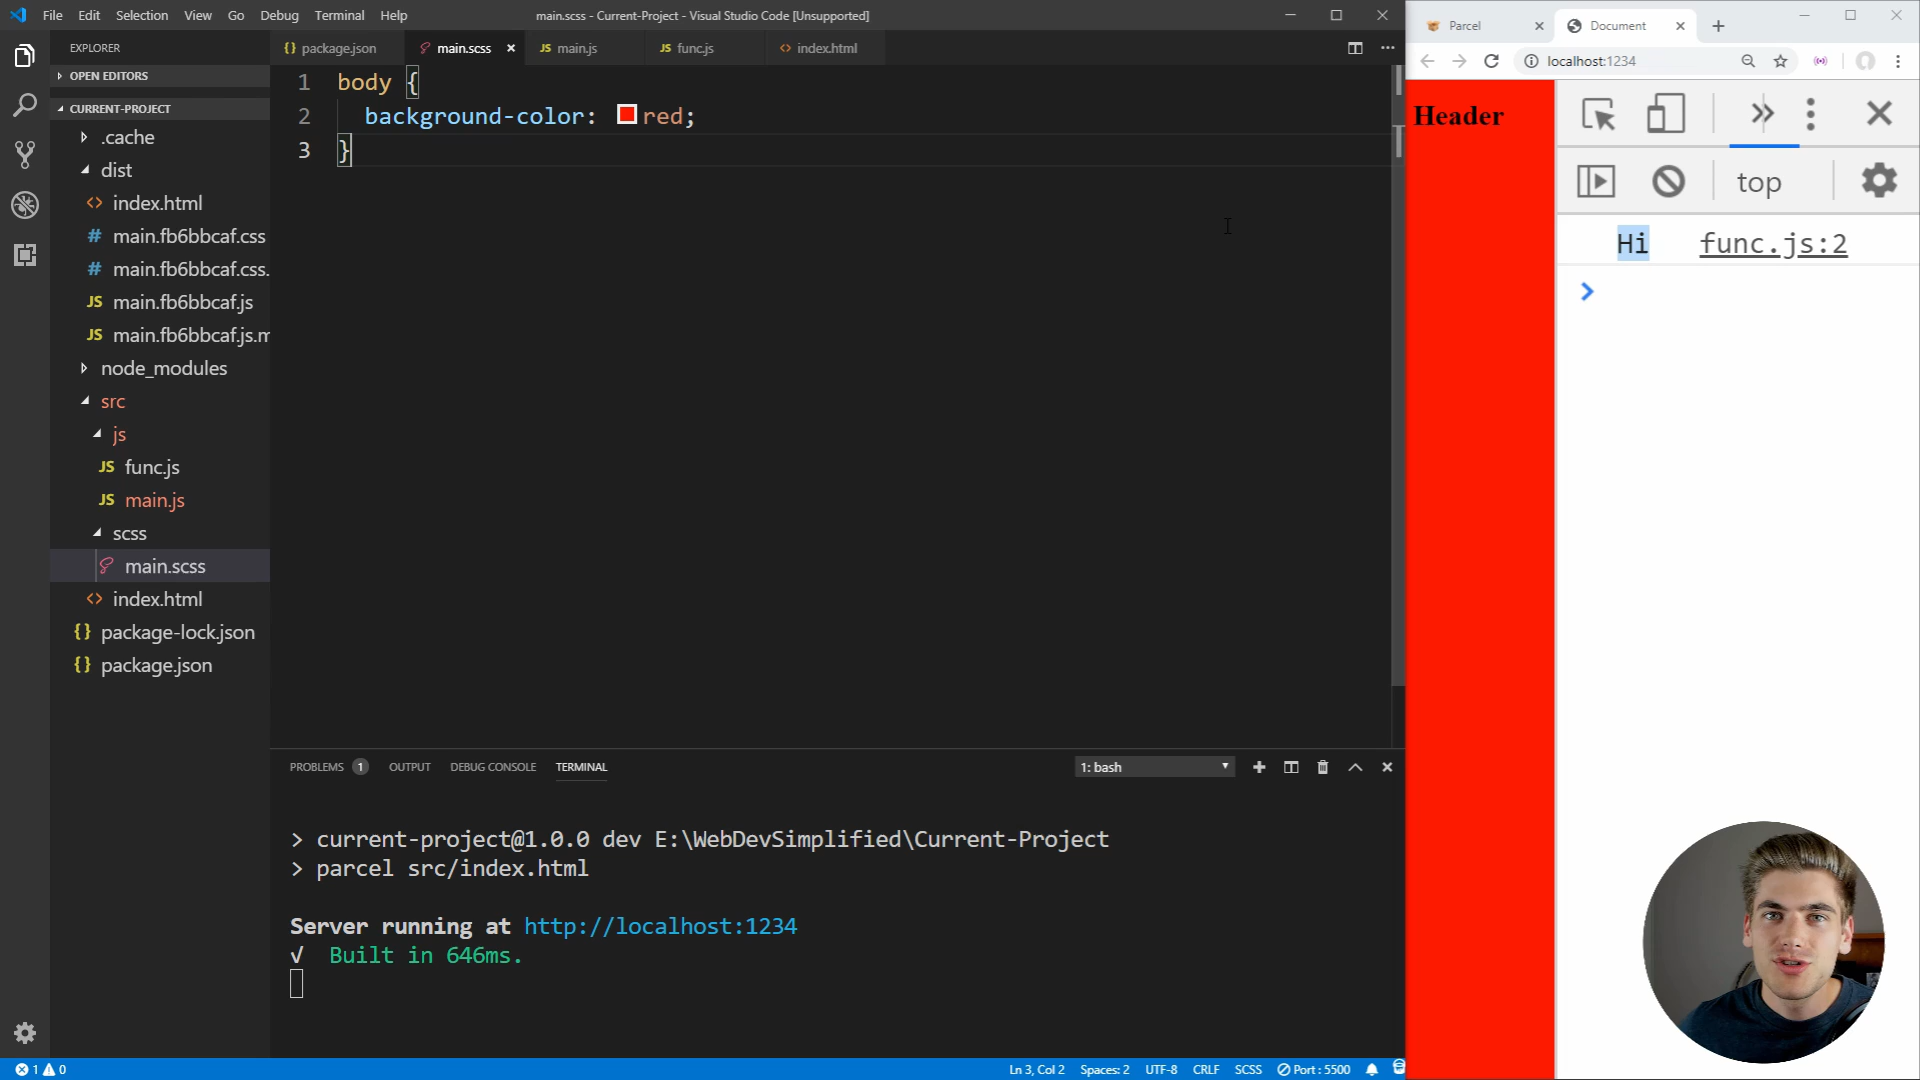 File Edit Selection View Go Debug Terminal Help
main.scss - Current-Project - Visual Studio Code [Unsupported]
EXPLORER
OPEN EDITORS
CURRENT-PROJECT
.cache
dist
index.html
main.fb6bbcaf.css
main.fb6bbcaf.css.
main.fb6bbcaf.js
main.fb6bbcaf.js.m
node_modules
src
js
func.js
main.js
scss
main.scss
index.html
package-lock.json
package.json
package.json main.scss main.js func.js index.html
1 body {
2 background-color: red;
3 }
PROBLEMS 1 OUTPUT DEBUG CONSOLE TERMINAL
1: bash
> current-project@1.0.0 dev E:\WebDevSimplified\Current-Project
> parcel src/index.html
Server running at http://localhost:1234
√ Built in 646ms.
1 0
Ln 3, Col 2 Spaces: 2 UTF-8 CRLF SCSS Port : 5500
Parcel Document
localhost:1234
Header
top
Hi func.js:2